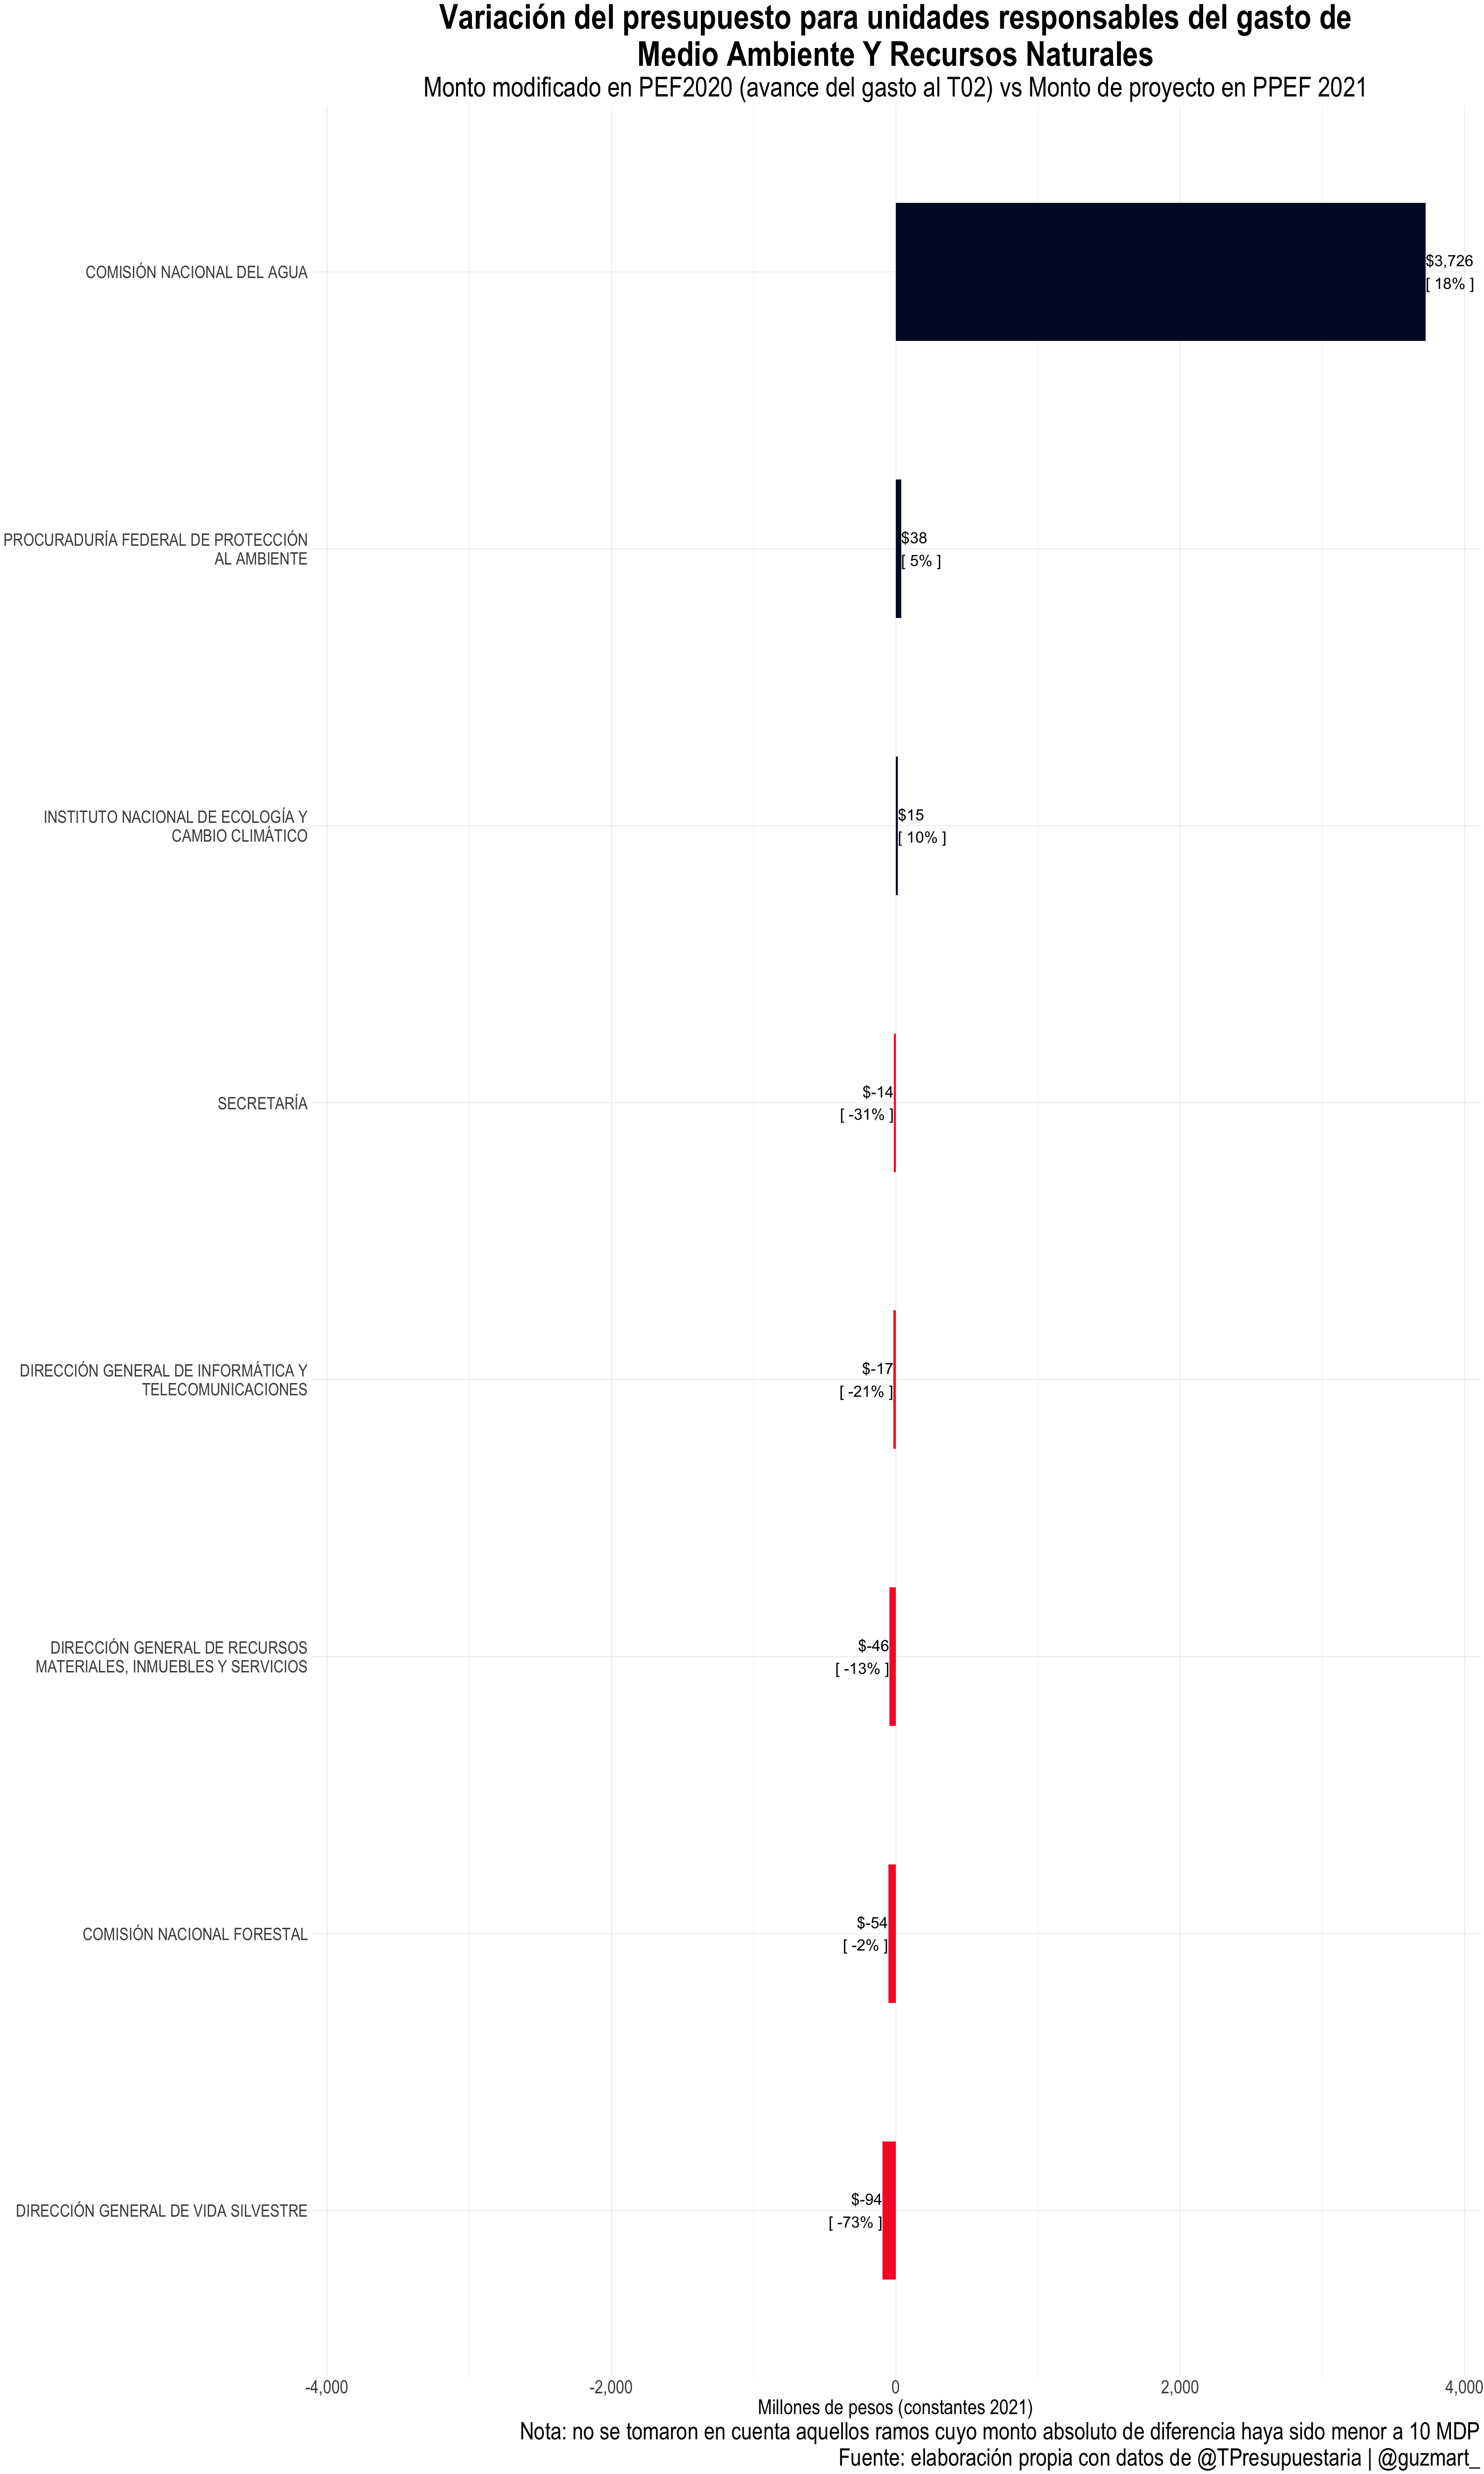 Variación del presupuesto para unidades responsables del gasto de
Medio Ambiente Y Recursos Naturales
Monto modificado en PEF2020 (avance del gasto al T02) vs Monto de proyecto en PPEF 2021
COMISIÓN NACIONAL DEL AGUA
$3,726
[ 18% ]
PROCURADURÍA FEDERAL DE PROTECCIÓN
AL AMBIENTE
$38
[ 5% ]
INSTITUTO NACIONAL DE ECOLOGÍA Y
CAMBIO CLIMÁTICO
$15
[ 10% ]
SECRETARÍA
$-14
[ -31% ]
DIRECCIÓN GENERAL DE INFORMÁTICA Y
TELECOMUNICACIONES
$-17
[ -21% ]
DIRECCIÓN GENERAL DE RECURSOS
MATERIALES, INMUEBLES Y SERVICIOS
$-46
[ -13% ]
COMISIÓN NACIONAL FORESTAL
$-54
[ -2% ]
DIRECCIÓN GENERAL DE VIDA SILVESTRE
$-94
[ -73% ]
-4,000 -2,000 0 2,000 4,000
Millones de pesos (constantes 2021)
Nota: no se tomaron en cuenta aquellos ramos cuyo monto absoluto de diferencia haya sido menor a 10 MDP
Fuente: elaboración propia con datos de @TPresupuestaria | @guzmart_